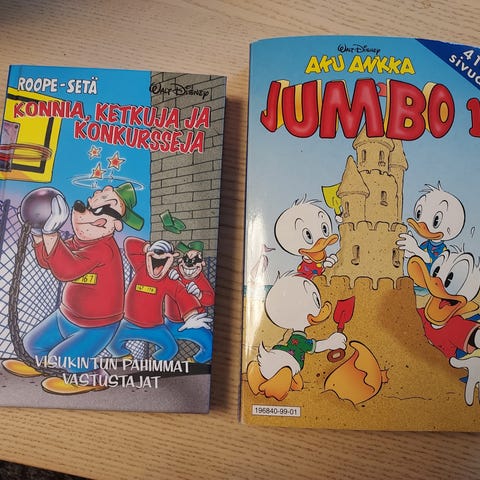 ROOPE-SETÄ
WALT DISNEY
KONNIA, KETKUJA JA
KONKURSSEJA
VISUKINTUN PAHIMMAT
VASTUSTAJAT
WALT DISNEY
AKU ANKKA
JUMBO 1
196840-99-01